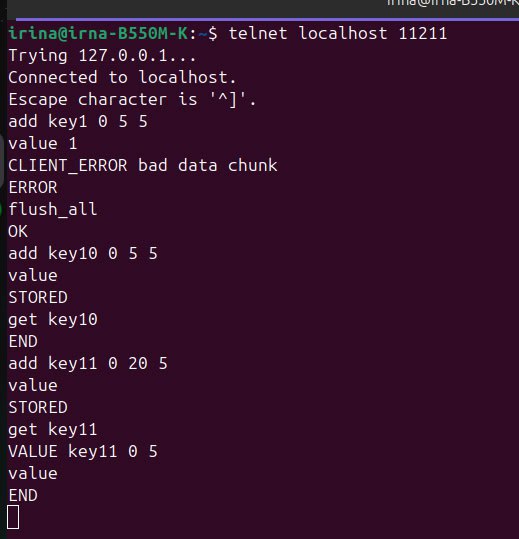 irina@irna-B550M-K
irina@irna-B550M-K:~$ telnet localhost 11211
Trying 127.0.0.1...
Connected to localhost.
Escape character is '^]'.
add key1 0 5 5
value 1
CLIENT_ERROR bad data chunk
ERROR
flush_all
OK
add key10 0 5 5
value
STORED
get key10
END
add key11 0 20 5
value
STORED
get key11
VALUE key11 0 5
value
END